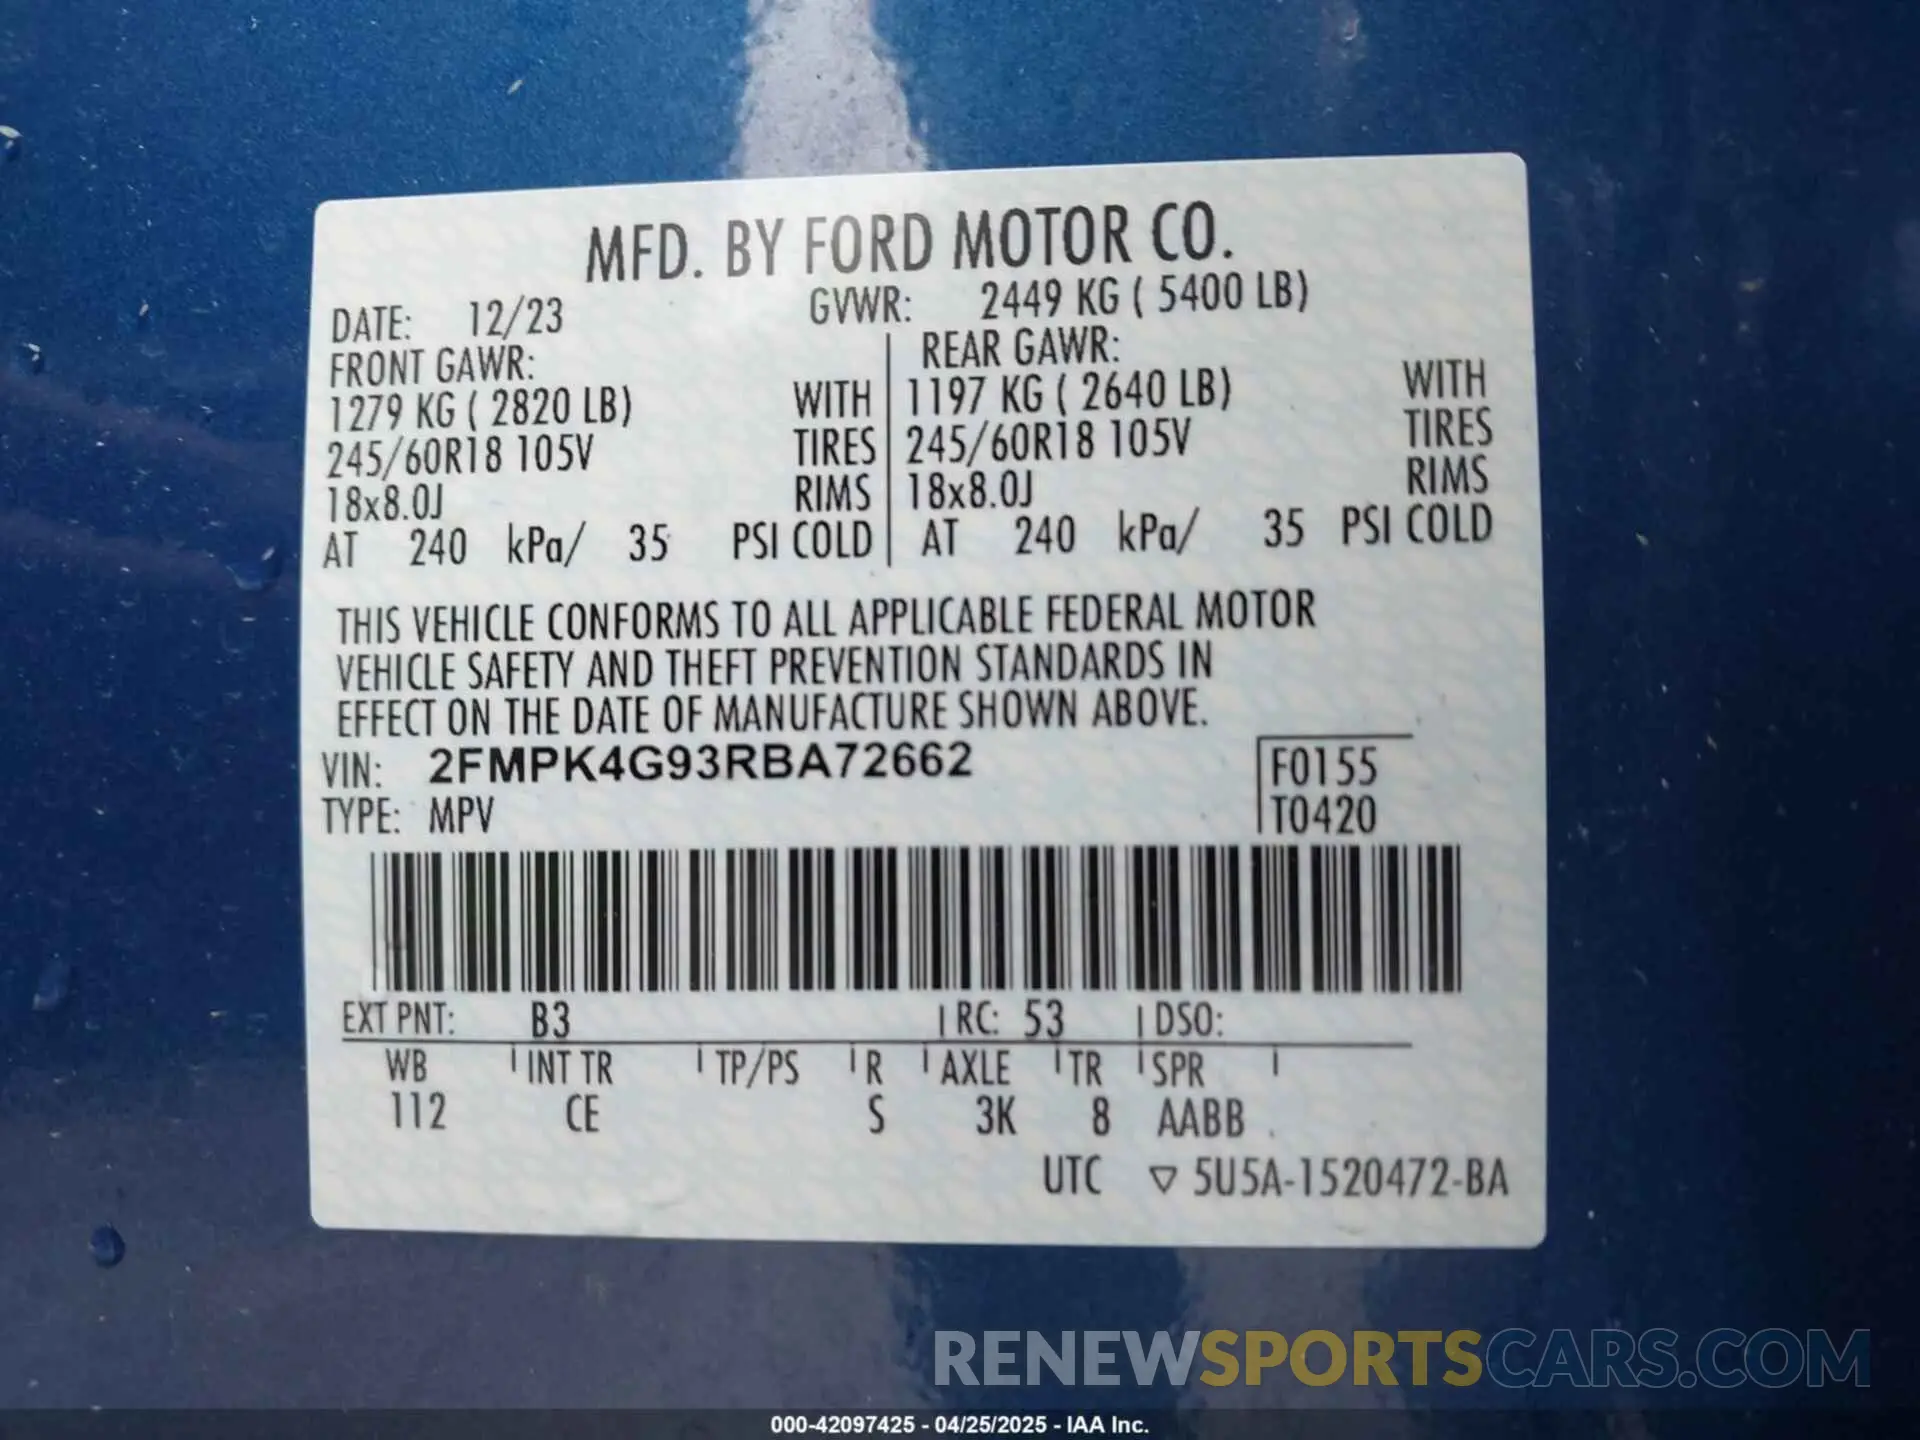 MFD. BY FORD MOTOR CO.
DATE: 12/23 GVWR: 2449 KG ( 5400 LB)
FRONT GAWR: REAR GAWR:
1279 KG ( 2820 LB) WITH 1197 KG ( 2640 LB) WITH
245/60R18 105V TIRES 245/60R18 105V TIRES
18x8.0J RIMS 18x8.0J RIMS
AT 240 kPa/ 35 PSI COLD AT 240 kPa/ 35 PSI COLD
THIS VEHICLE CONFORMS TO ALL APPLICABLE FEDERAL MOTOR
VEHICLE SAFETY AND THEFT PREVENTION STANDARDS IN
EFFECT ON THE DATE OF MANUFACTURE SHOWN ABOVE.
VIN: 2FMPK4G93RBA72662 F0155
TYPE: MPV T0420
EXT PNT: B3 RC: 53 DSO:
WB INT TR TP/PS R AXLE TR SPR
112 CE S 3K 8 AABB
UTC ▽ 5U5A-1520472-BA
RENEWSPORTSCARS.COM
000-42097425 - 04/25/2025 - IAA Inc.